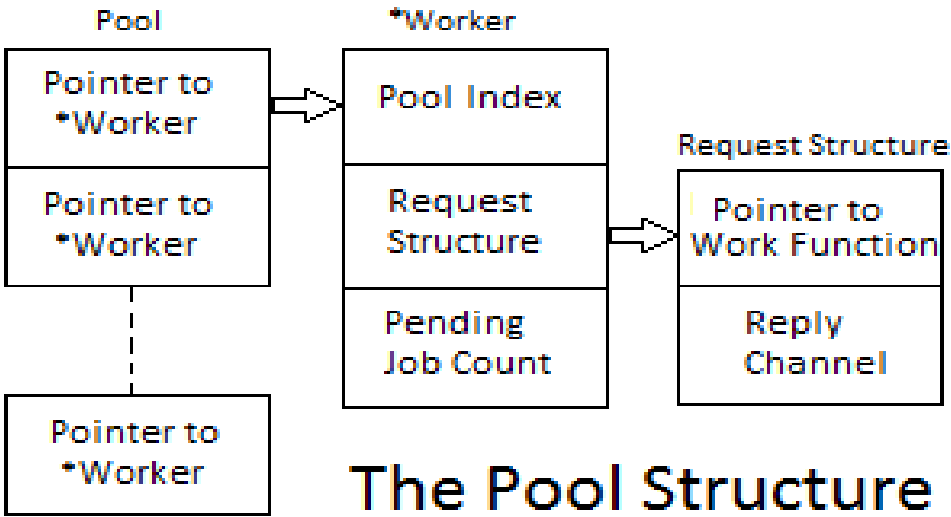 Pool
Pointer to
*Worker
Pointer to
*Worker
Pointer to
*Worker
*Worker
Pool Index
Request
Structure
Pending
Job Count
Request Structure
Pointer to
Work Function
Reply
Channel
The Pool Structure